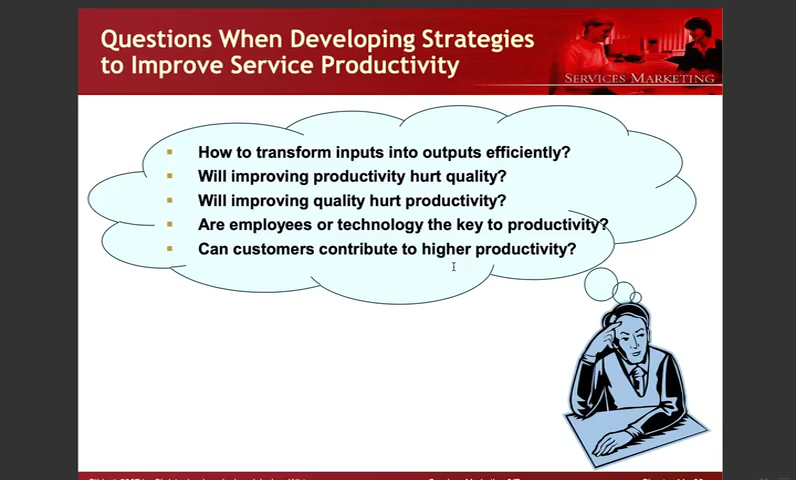 Questions When Developing Strategies
to Improve Service Productivity
SERVICES MARKETING
How to transform inputs into outputs efficiently?
Will improving productivity hurt quality?
Will improving quality hurt productivity?
Are employees or technology the key to productivity?
Can customers contribute to higher productivity?